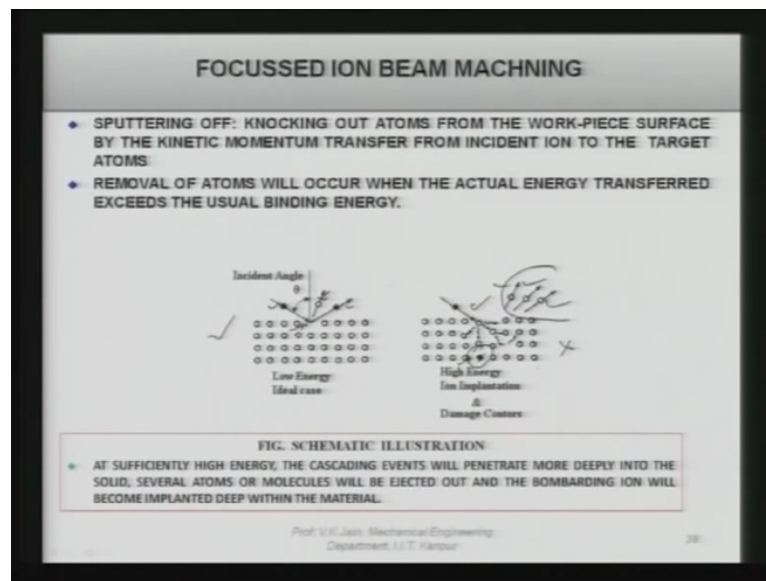 FOCUSSED ION BEAM MACHNING
SPUTTERING OFF: KNOCKING OUT ATOMS FROM THE WORK-PIECE SURFACE
BY THE KINETIC MOMENTUM TRANSFER FROM INCIDENT ION TO THE TARGET
ATOMS
REMOVAL OF ATOMS WILL OCCUR WHEN THE ACTUAL ENERGY TRANSFERRED
EXCEEDS THE USUAL BINDING ENERGY.
Incident Angle
θ
Low Energy
Ideal case
High Energy
Ion Implantation
&
Damage Contors
FIG. SCHEMATIC ILLUSTRATION
AT SUFFICIENTLY HIGH ENERGY, THE CASCADING EVENTS WILL PENETRATE MORE DEEPLY INTO THE
SOLID, SEVERAL ATOMS OR MOLECULES WILL BE EJECTED OUT AND THE BOMBARDING ION WILL
BECOME IMPLANTED DEEP WITHIN THE MATERIAL.
Prof. V.K.Jain, Mechanical Engineering
Department, I.I.T. Kanpur
38